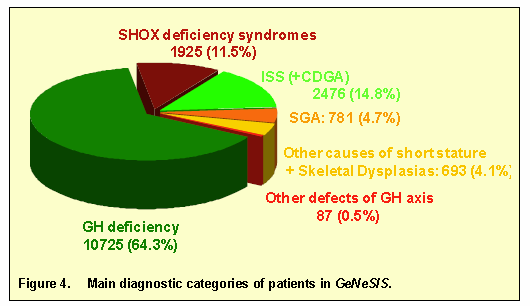 SHOX deficiency syndromes
1925 (11.5%)
ISS (+CDGA)
2476 (14.8%)
SGA: 781 (4.7%)
Other causes of short stature
+ Skeletal Dysplasias: 693 (4.1%)
Other defects of GH axis
87 (0.5%)
GH deficiency
10725 (64.3%)
Figure 4. Main diagnostic categories of patients in GeNeSIS.